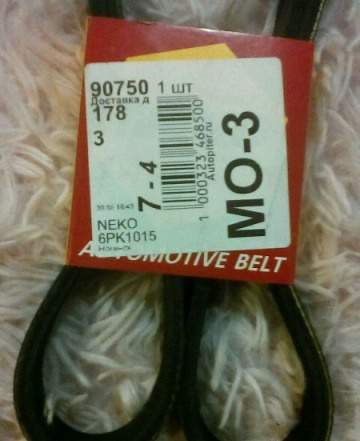 90750 1 шт
Доставка д
178
3
7 - 4
1 000323 468500
Autopiter.ru
МО-3
NEKO
6PK1015
AUTOMOTIVE BELT